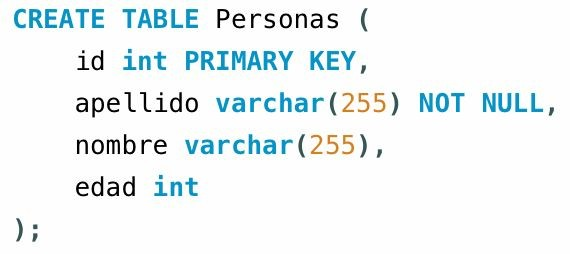 CREATE TABLE Personas (
    id int PRIMARY KEY,
    apellido varchar(255) NOT NULL,
    nombre varchar(255),
    edad int
);